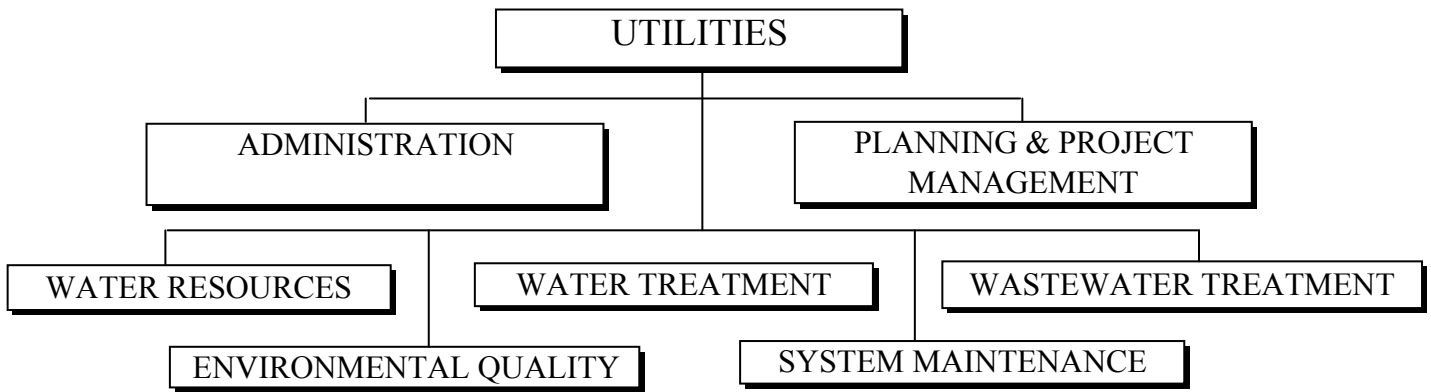 UTILITIES
ADMINISTRATION
PLANNING & PROJECT
MANAGEMENT
WATER RESOURCES
WATER TREATMENT
WASTEWATER TREATMENT
ENVIRONMENTAL QUALITY
SYSTEM MAINTENANCE